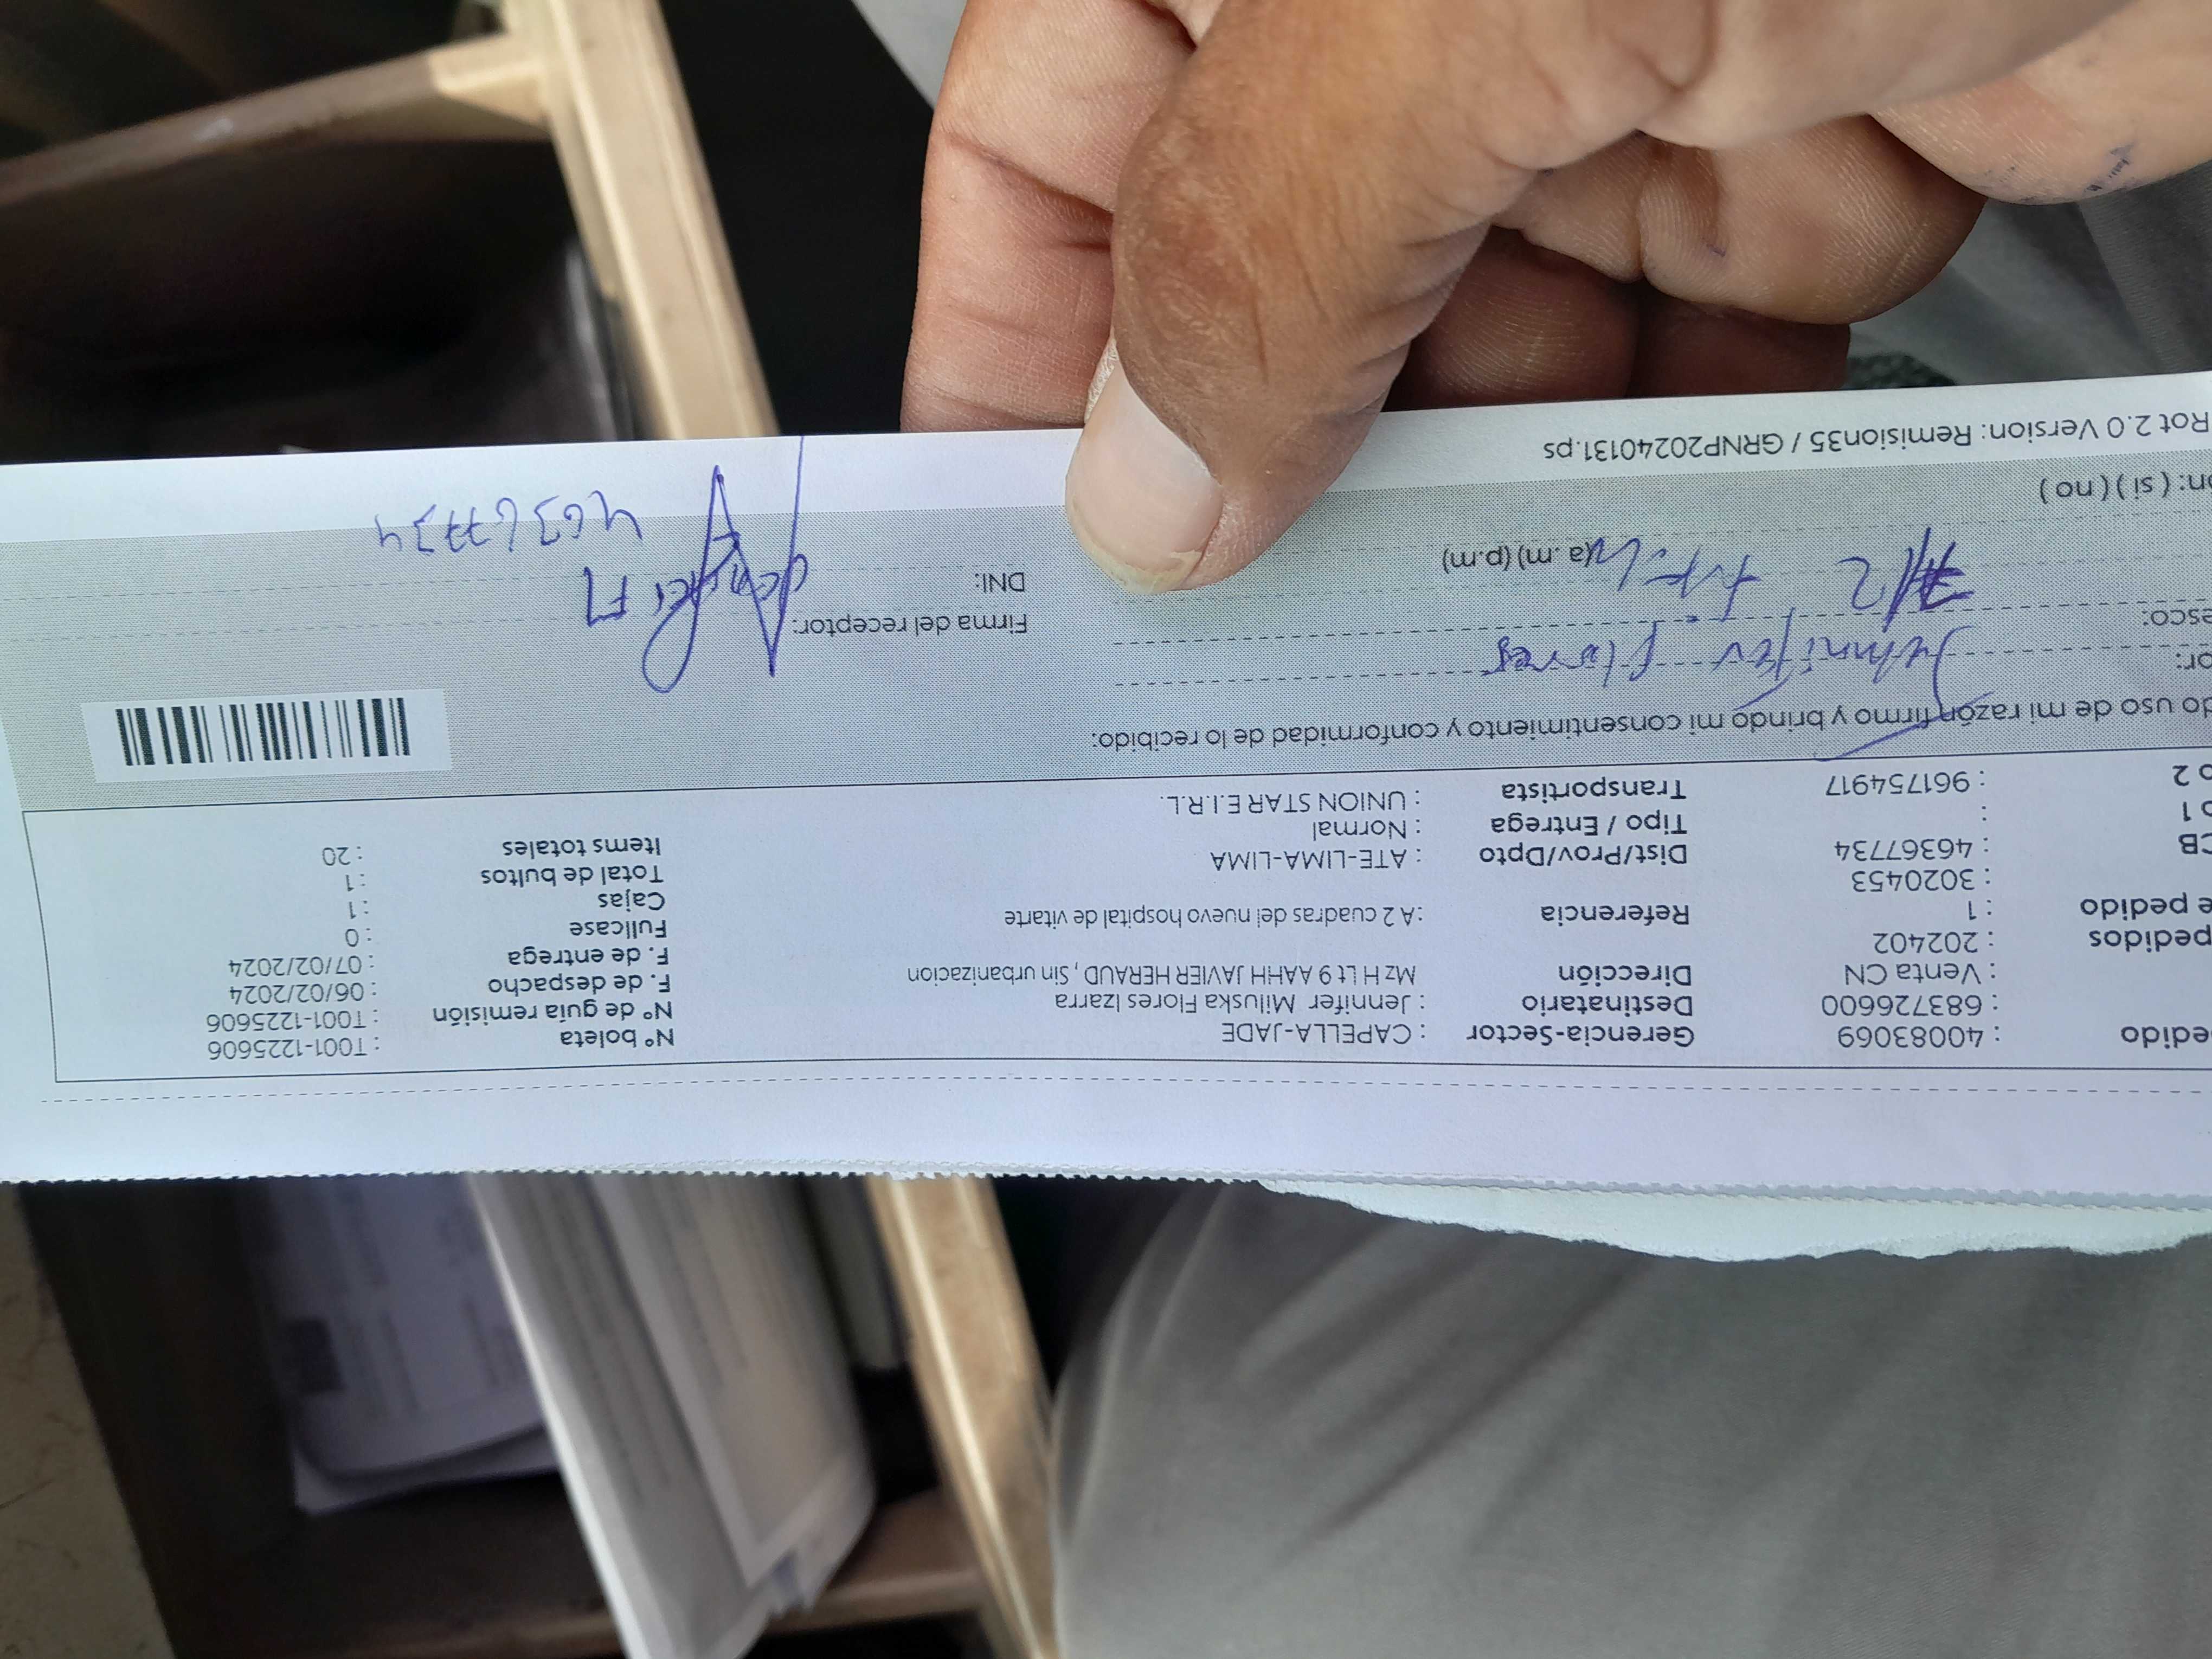 edido : 40083069 Gerencia-Sector : CAPELLA-JADE Nº boleta : T001-1225606
: 683726600 Destinatario : Jennifer Miluska Flores Izarra Nº de guía remisión : T001-1225606
: Venta CN Dirección Mz H Lt 9 AAHH JAVIER HERAUD , Sin urbanizacion F. de despacho : 06/02/2024
pedidos : 202402 F. de entrega : 07/02/2024
e pedido : 1 Referencia : A 2 cuadras del nuevo hospital de vitarte Fullcase : 0
: 3020453 Cajas : 1
CB : 46367734 Dist/Prov/Dpto : ATE-LIMA-LIMA Total de bultos : 1
o 1 : Tipo / Entrega : Normal Items totales : 20
o 2 : 961754917 Transportista : UNION STAR E.I.R.L.
do uso de mi razón firmo y brindo mi consentimiento y conformidad de lo recibido:
or: Jennifer Flores
esco:
Firma del receptor:
7/2 (a. m) (p.m)
DNI: 46367734
on: ( si ) ( no )
Rot 2.0 Version: Remision35 / GRNP20240131.ps